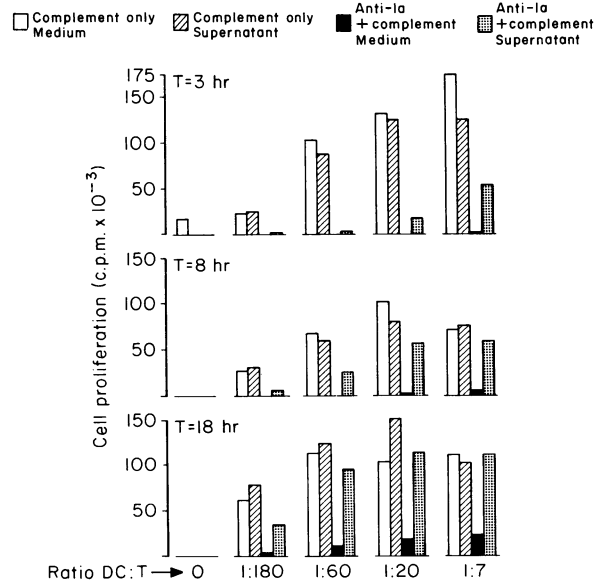 Complement only
Medium
Complement only
Supernatant
Anti-Ia
+complement
Medium
Anti-Ia
+complement
Supernatant
Cell proliferation (c.p.m. x 10⁻³)
T=3 hr
175
150
100
50
T=8 hr
150
100
50
T=18 hr
150
100
50
Ratio DC:T → 0 1:180 1:60 1:20 1:7